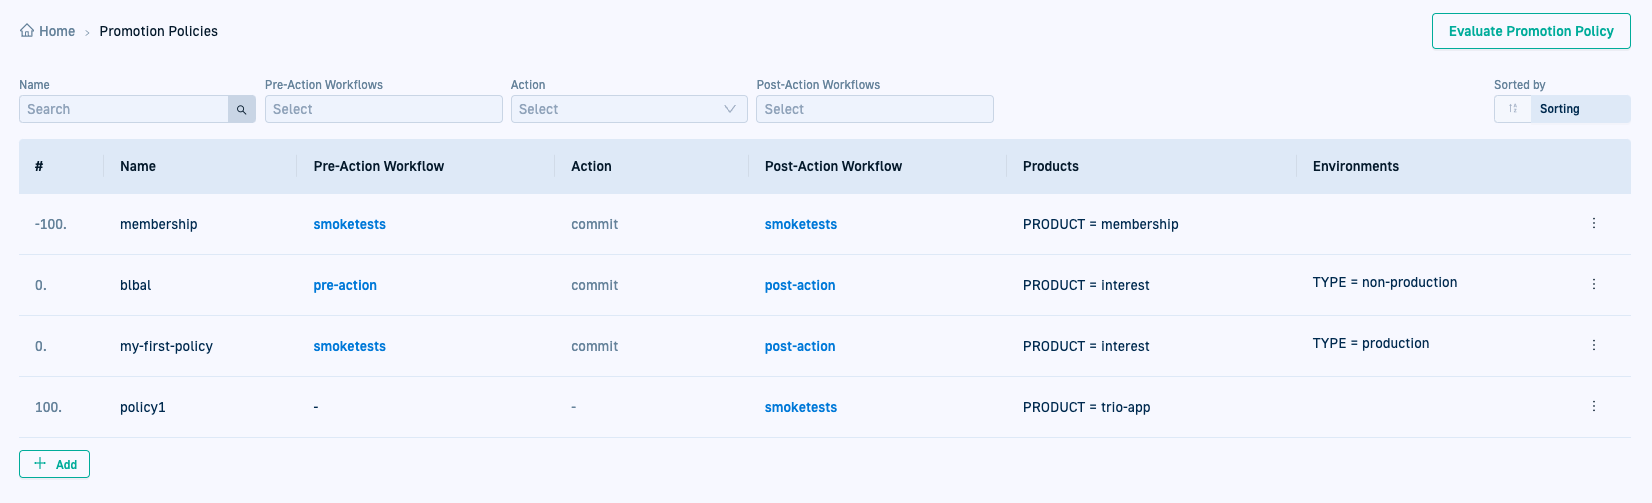 Home > Promotion Policies Evaluate Promotion Policy
Name Pre-Action Workflows Action Post-Action Workflows Sorted by
Search Select Select Select Sorting
# Name Pre-Action Workflow Action Post-Action Workflow Products Environments
-100. membership smoketests commit smoketests PRODUCT = membership
0. blbal pre-action commit post-action PRODUCT = interest TYPE = non-production
0. my-first-policy smoketests commit post-action PRODUCT = interest TYPE = production
100. policy1 - - smoketests PRODUCT = trio-app
+ Add